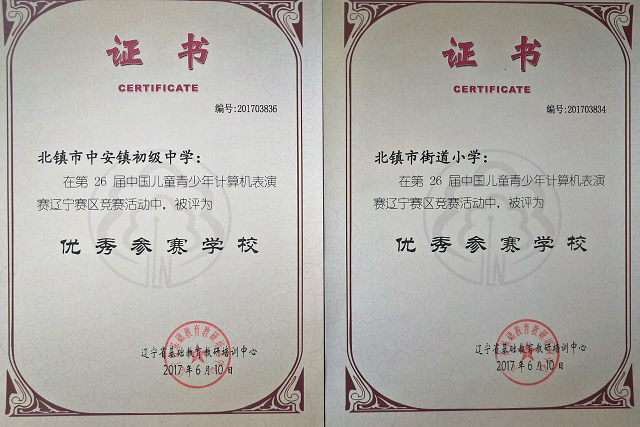 证书
CERTIFICATE
编号:201703836
北镇市中安镇初级中学：
在第 26 届中国儿童青少年计算机表演
赛辽宁赛区竞赛活动中，被评为
优秀参赛学校
辽宁省基础教育教研培训中心
2017年6月10日
证书
CERTIFICATE
编号:201703834
北镇市街道小学：
在第 26 届中国儿童青少年计算机表演
赛辽宁赛区竞赛活动中，被评为
优秀参赛学校
辽宁省基础教育教研培训中心
2017年6月10日